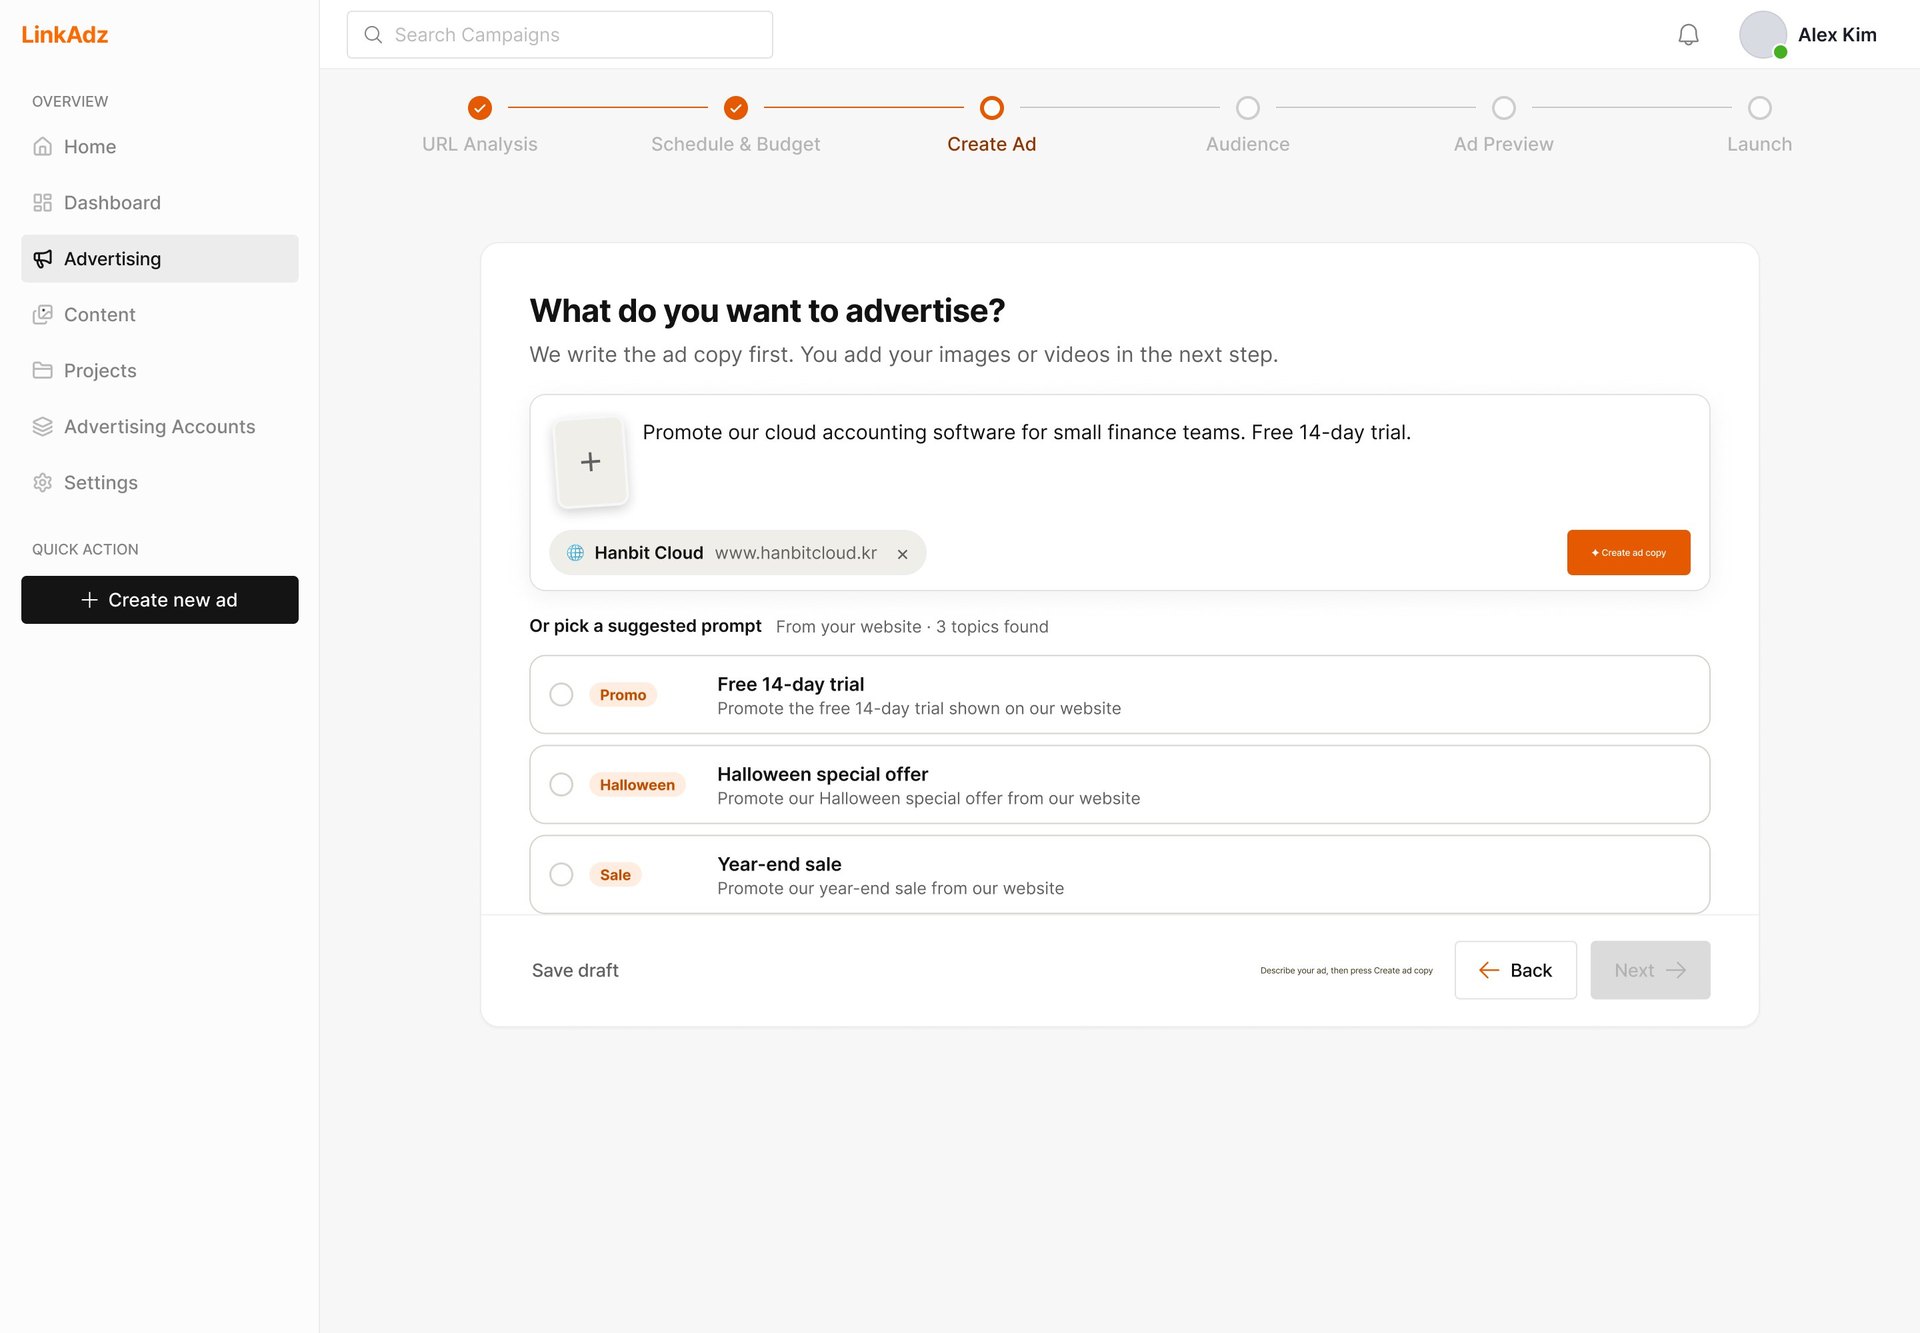 LinkAdz
Search Campaigns
Alex Kim
OVERVIEW
Home
Dashboard
Advertising
Content
Projects
Advertising Accounts
Settings
QUICK ACTION
Create new ad
URL Analysis
Schedule & Budget
Create Ad
Audience
Ad Preview
Launch
What do you want to advertise?
We write the ad copy first. You add your images or videos in the next step.
Promote our cloud accounting software for small finance teams. Free 14-day trial.
Hanbit Cloud www.hanbitcloud.kr ×
✦ Create ad copy
Or pick a suggested prompt From your website · 3 topics found
Promo
Free 14-day trial
Promote the free 14-day trial shown on our website
Halloween
Halloween special offer
Promote our Halloween special offer from our website
Sale
Year-end sale
Promote our year-end sale from our website
Save draft
Describe your ad, then press Create ad copy
← Back
Next →